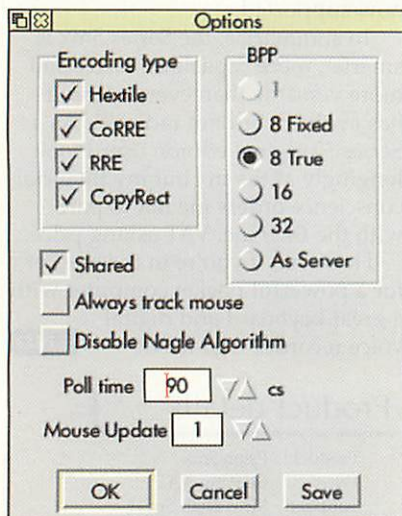 Options
Encoding type
Hextile
CoRRE
RRE
CopyRect
BPP
1
8 Fixed
8 True
16
32
As Server
Shared
Always track mouse
Disable Nagle Algorithm
Poll time 90 cs
Mouse Update 1
OK Cancel Save